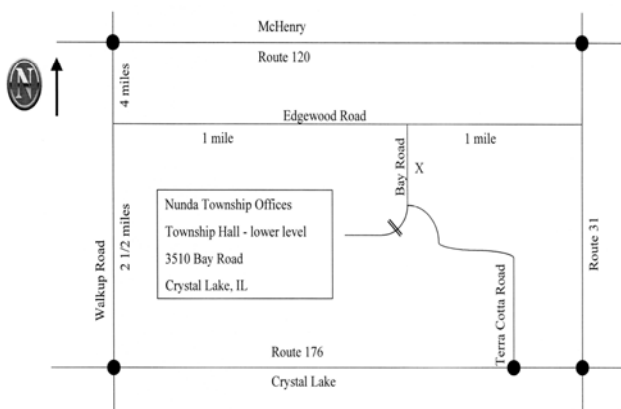 McHenry
Route 120
N
4 miles
Edgewood Road
1 mile
1 mile
Bay Road
X
Nunda Township Offices
Township Hall - lower level
3510 Bay Road
Crystal Lake, IL
2 1/2 miles
Walkup Road
Route 31
Terra Cotta Road
Route 176
Crystal Lake